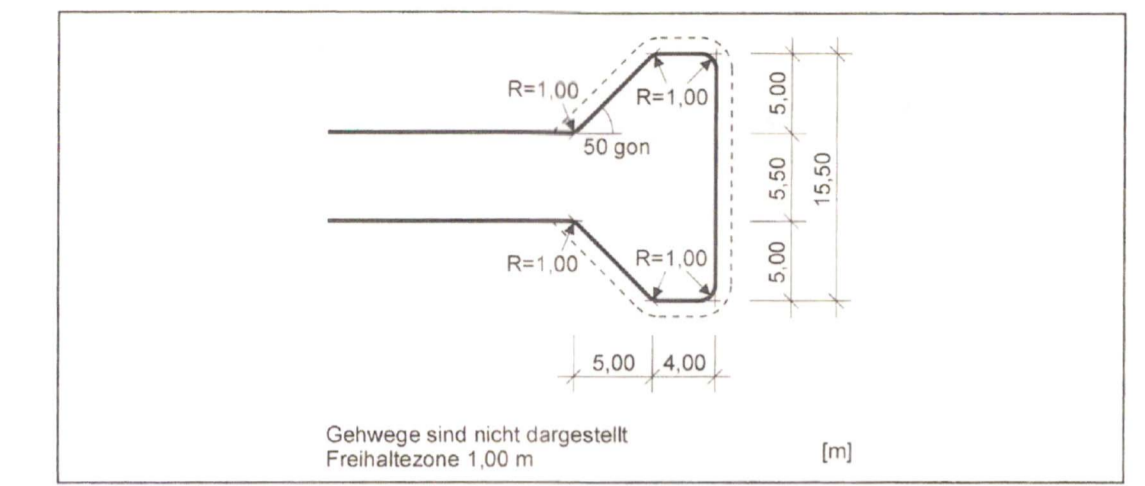 R=1,00
R=1,00
50 gon
5,00
5,50
15,50
R=1,00
R=1,00
5,00
5,00
4,00
Gehwege sind nicht dargestellt
Freihaltezone 1,00 m
[m]